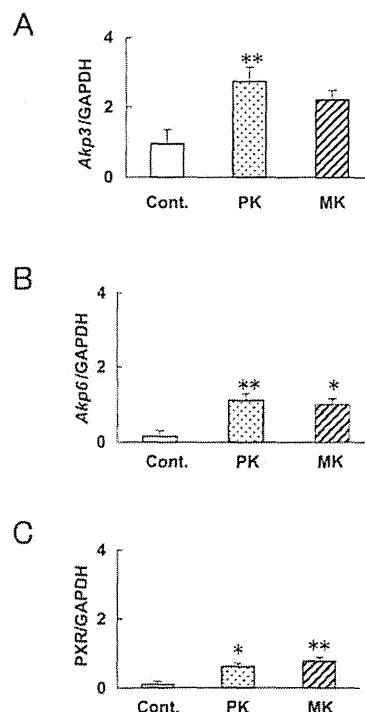 A
Akp3/GAPDH
4
2
0
**
Cont. PK MK
B
Akp6/GAPDH
4
2
0
** *
Cont. PK MK
C
PXR/GAPDH
4
2
0
* **
Cont. PK MK